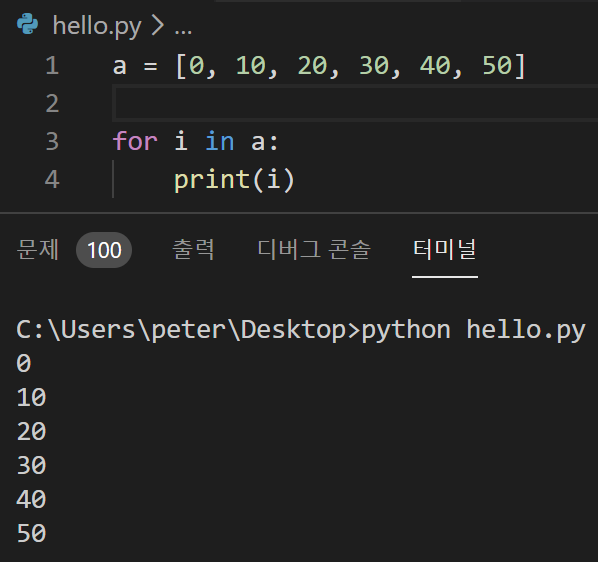 hello.py > ...
1 a = [0, 10, 20, 30, 40, 50]
2
3 for i in a:
4     print(i)
문제 100 출력 디버그 콘솔 터미널
C:\Users\peter\Desktop>python hello.py
0
10
20
30
40
50